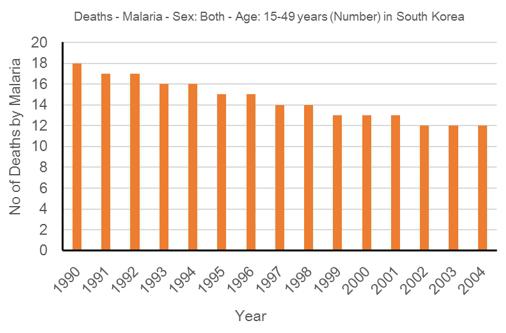 Deaths - Malaria - Sex: Both - Age: 15-49 years (Number) in South Korea
No of Deaths by Malaria
20
18
16
14
12
10
8
6
4
2
0
1990 1991 1992 1993 1994 1995 1996 1997 1998 1999 2000 2001 2002 2003 2004
Year